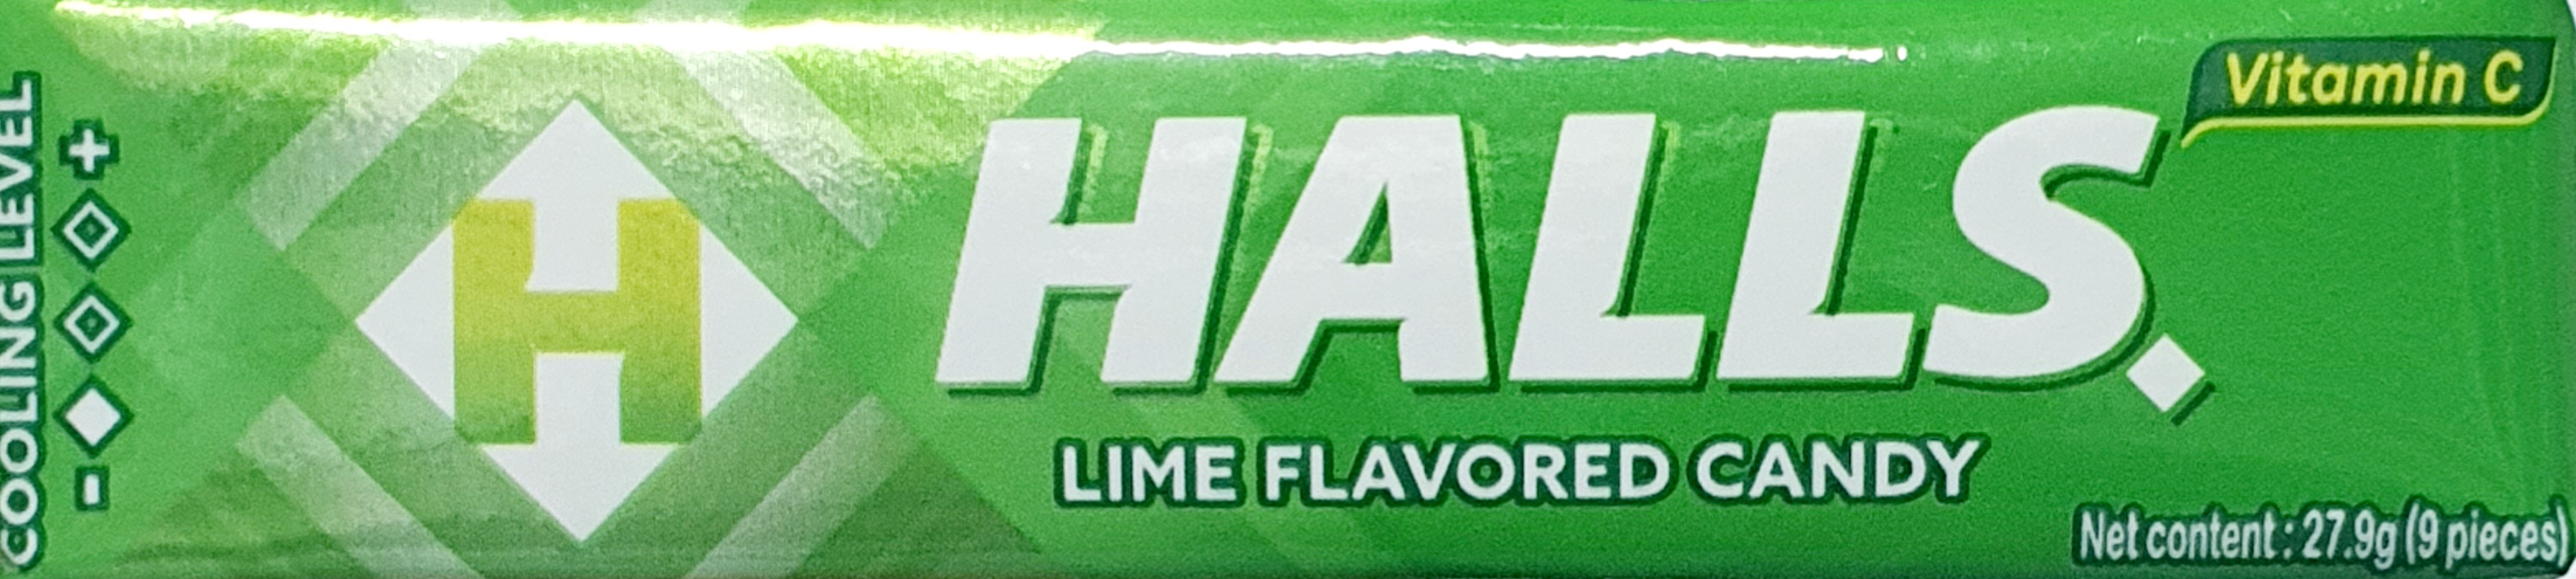 COOLING LEVEL
+
-
H
HALLS
Vitamin C
LIME FLAVORED CANDY
Net content : 27.9g (9 pieces)